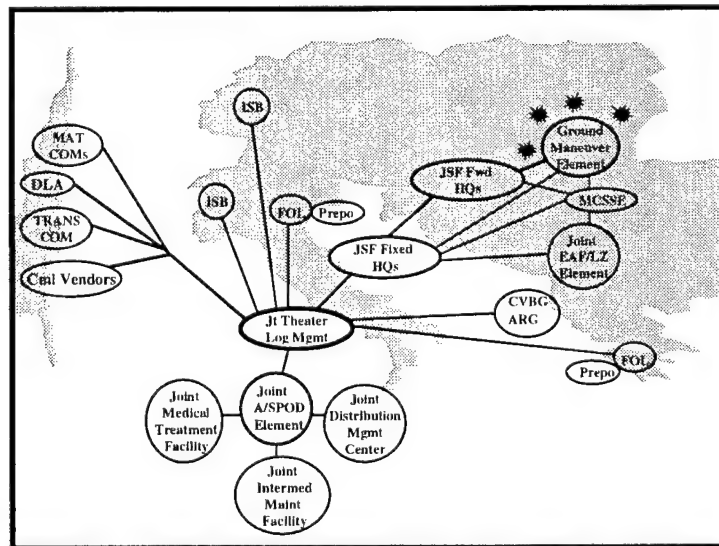 ISB
MAT
COMs
DLA
TRANS
COM
Cml Vendors
ISB
FOL
Prepo
JSF Fwd
HQs
Ground
Maneuver
Element
MCSSE
JSF Fixed
HQs
Joint
EAF/LZ
Element
Jt Theater
Log Mgmt
CVBG
ARG
FOL
Prepo
Joint
Medical
Treatment
Facility
Joint
A/SPOD
Element
Joint
Distribution
Mgmt
Center
Joint
Intermed
Maint
Facility